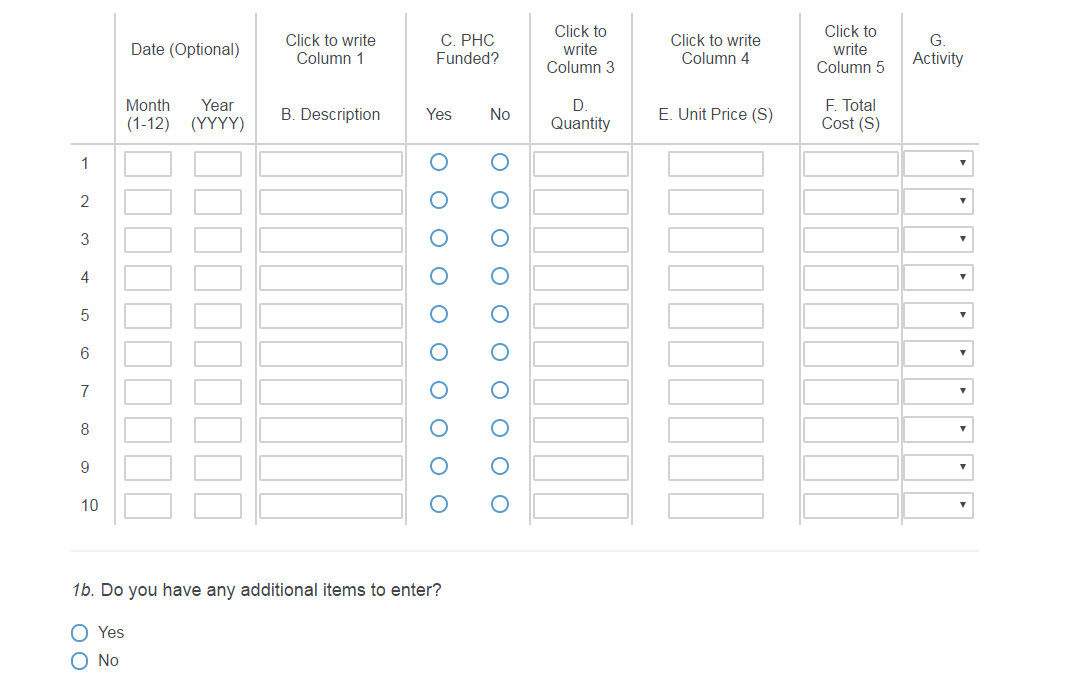 Date (Optional)
Click to write
Column 1
C. PHC
Funded?
Click to
write
Column 3
Click to write
Column 4
Click to
write
Column 5
G.
Activity
Month
(1-12)
Year
(YYYY)
B. Description
Yes
No
D.
Quantity
E. Unit Price (S)
F. Total
Cost (S)
1
2
3
4
5
6
7
8
9
10
1b. Do you have any additional items to enter?
Yes
No